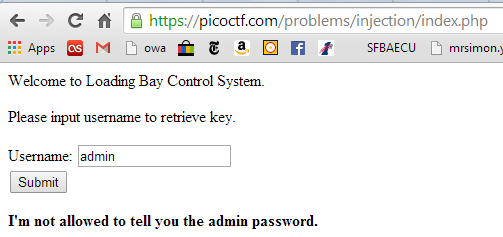 https://picoctf.com/problems/injection/index.php
Apps owa SFBAECU mrsimon.y
Welcome to Loading Bay Control System.
Please input username to retrieve key.
Username: admin
Submit
I'm not allowed to tell you the admin password.